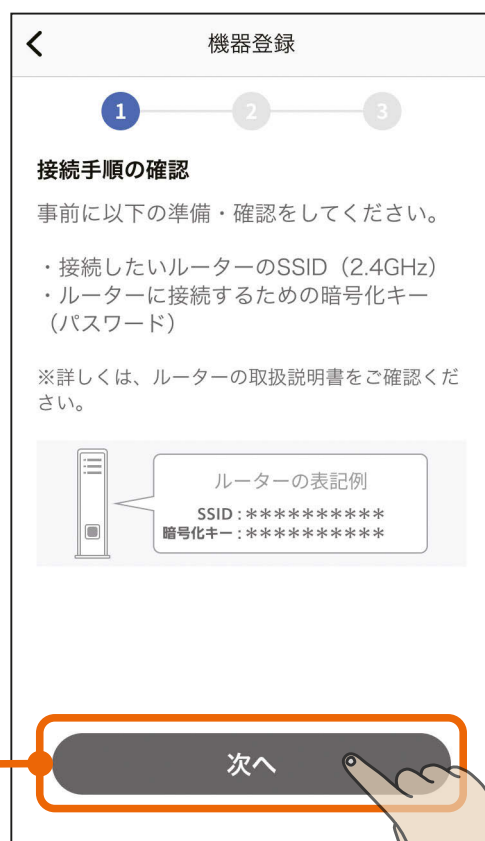 機器登録
1 2 3
接続手順の確認
事前に以下の準備・確認をしてください。
・接続したいルーターのSSID（2.4GHz）
・ルーターに接続するための暗号化キー
（パスワード）
※詳しくは、ルーターの取扱説明書をご確認くだ
さい。
ルーターの表記例
SSID：**********
暗号化キー：**********
次へ